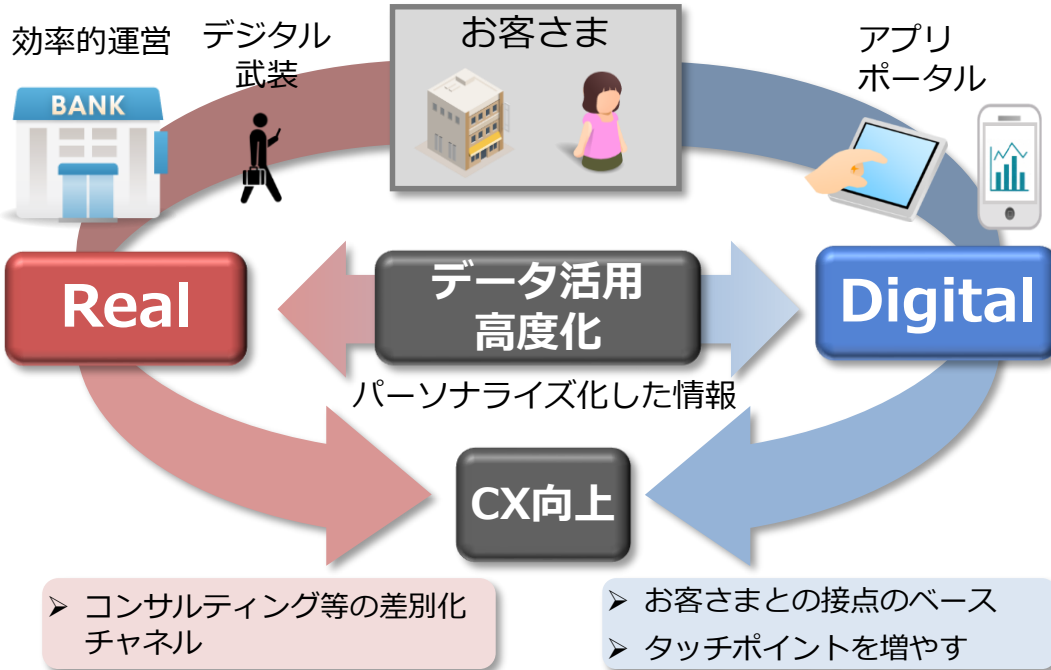 効率的運営
デジタル
武装
お客さま
アプリ
ポータル
BANK
Real
データ活用
高度化
Digital
パーソナライズ化した情報
CX向上
➢ コンサルティング等の差別化
チャネル
➢ お客さまとの接点のベース
➢ タッチポイントを増やす